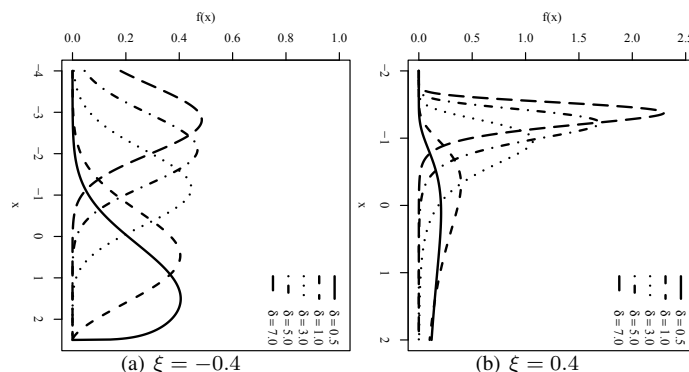 f(x)
0.0 0.2 0.4 0.6 0.8 1.0
−4 −3 −2 −1 0 1 2
x
δ = 0.5
δ = 1.0
δ = 3.0
δ = 5.0
δ = 7.0
(a) ξ = −0.4
f(x)
0.0 0.5 1.0 1.5 2.0 2.5
−2 −1 0 1 2
x
δ = 0.5
δ = 1.0
δ = 3.0
δ = 5.0
δ = 7.0
(b) ξ = 0.4